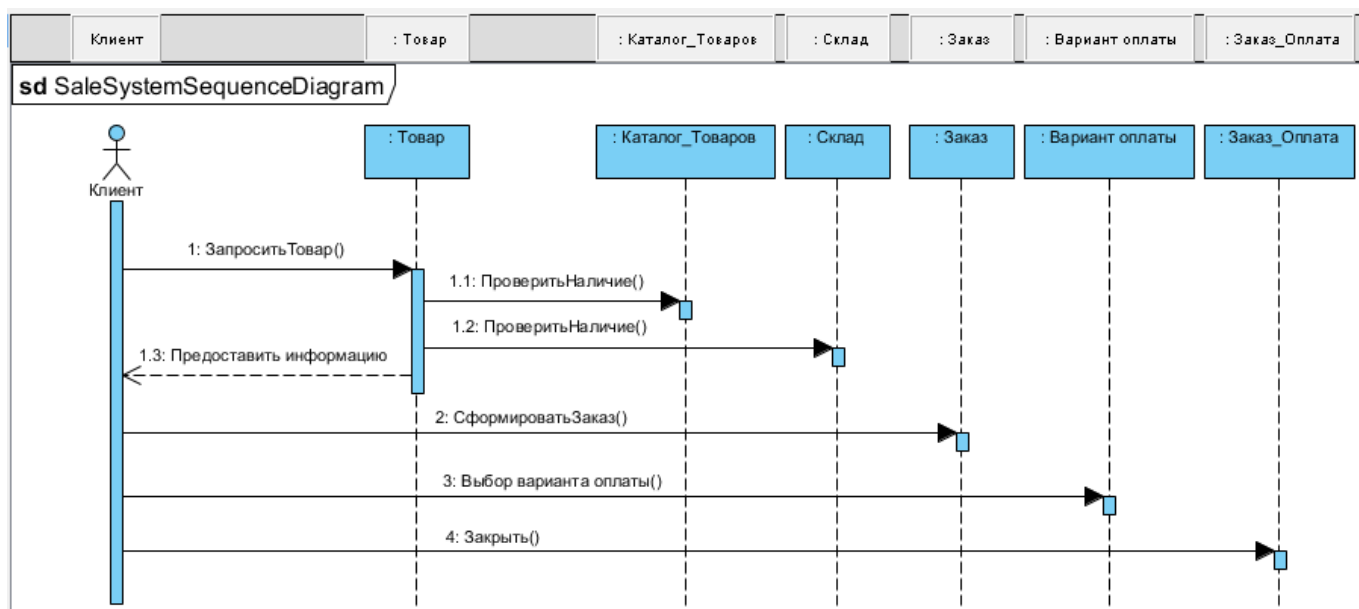 Клиент : Товар : Каталог_Товаров : Склад : Заказ : Вариант оплаты : Заказ_Оплата
sd SaleSystemSequenceDiagram
: Товар : Каталог_Товаров : Склад : Заказ : Вариант оплаты : Заказ_Оплата
Клиент
1: ЗапроситьТовар()
1.1: ПроверитьНаличие()
1.2: ПроверитьНаличие()
1.3: Предоставить информацию
2: СформироватьЗаказ()
3: Выбор варианта оплаты()
4: Закрыть()